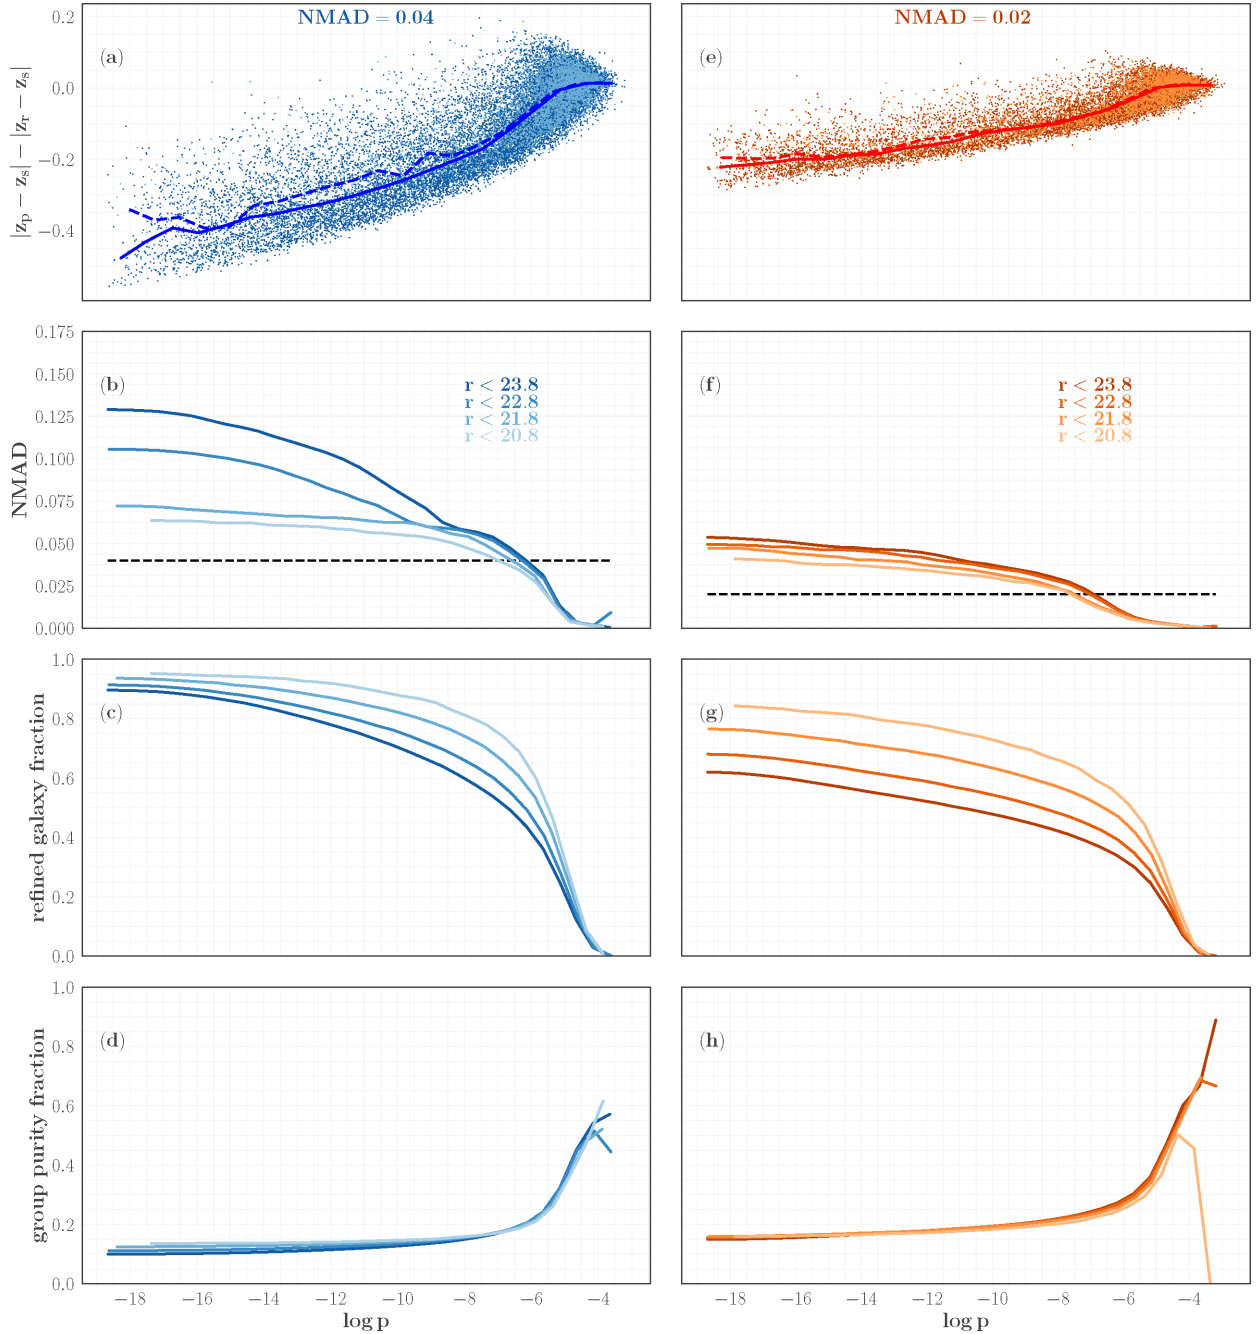 NMAD = 0.04
NMAD = 0.02
(a)
(e)
|z_p − z_s| − |z_r − z_s|
0.2
0.0
−0.2
−0.4
(b)
(f)
NMAD
0.175
0.150
0.125
0.100
0.075
0.050
0.025
0.000
r < 23.8
r < 22.8
r < 21.8
r < 20.8
r < 23.8
r < 22.8
r < 21.8
r < 20.8
(c)
(g)
refined galaxy fraction
1.0
0.8
0.6
0.4
0.2
0.0
(d)
(h)
group purity fraction
1.0
0.8
0.6
0.4
0.2
0.0
−18 −16 −14 −12 −10 −8 −6 −4
−18 −16 −14 −12 −10 −8 −6 −4
log p
log p